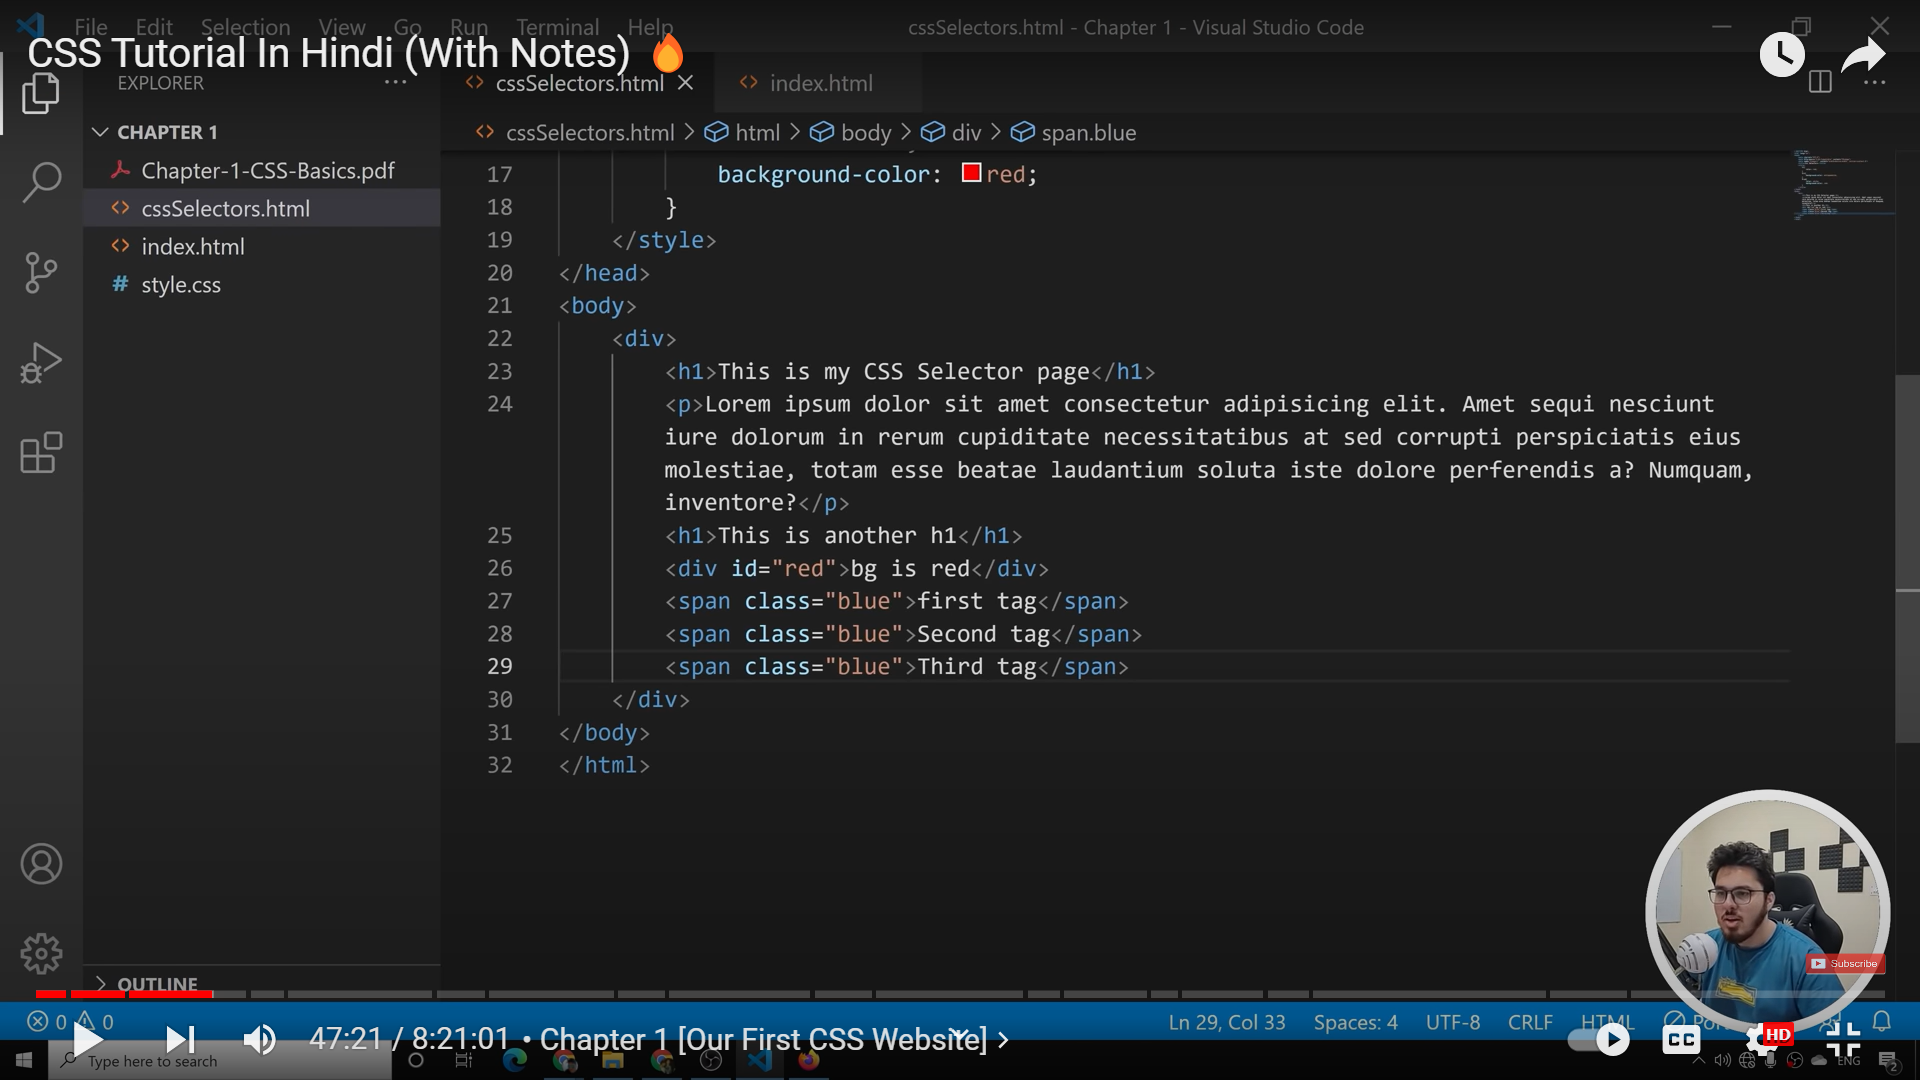 File Edit Selection View Go Run Terminal Help
cssSelectors.html - Chapter 1 - Visual Studio Code
CSS Tutorial In Hindi (With Notes) 🔥
EXPLORER
cssSelectors.html
index.html
CHAPTER 1
Chapter-1-CSS-Basics.pdf
cssSelectors.html
index.html
# style.css
cssSelectors.html > html > body > div > span.blue
17 background-color: red;
18 }
19 </style>
20 </head>
21 <body>
22 <div>
23 <h1>This is my CSS Selector page</h1>
24 <p>Lorem ipsum dolor sit amet consectetur adipisicing elit. Amet sequi nesciunt
iure dolorum in rerum cupiditate necessitatibus at sed corrupti perspiciatis eius
molestiae, totam esse beatae laudantium soluta iste dolore perferendis a? Numquam,
inventore?</p>
25 <h1>This is another h1</h1>
26 <div id="red">bg is red</div>
27 <span class="blue">first tag</span>
28 <span class="blue">Second tag</span>
29 <span class="blue">Third tag</span>
30 </div>
31 </body>
32 </html>
Subscribe
OUTLINE
0 0
Ln 29, Col 33 Spaces: 4 UTF-8 CRLF HTML
47:21 / 8:21:01 • Chapter 1 [Our First CSS Website] >
CC HD
Type here to search
ENG
2